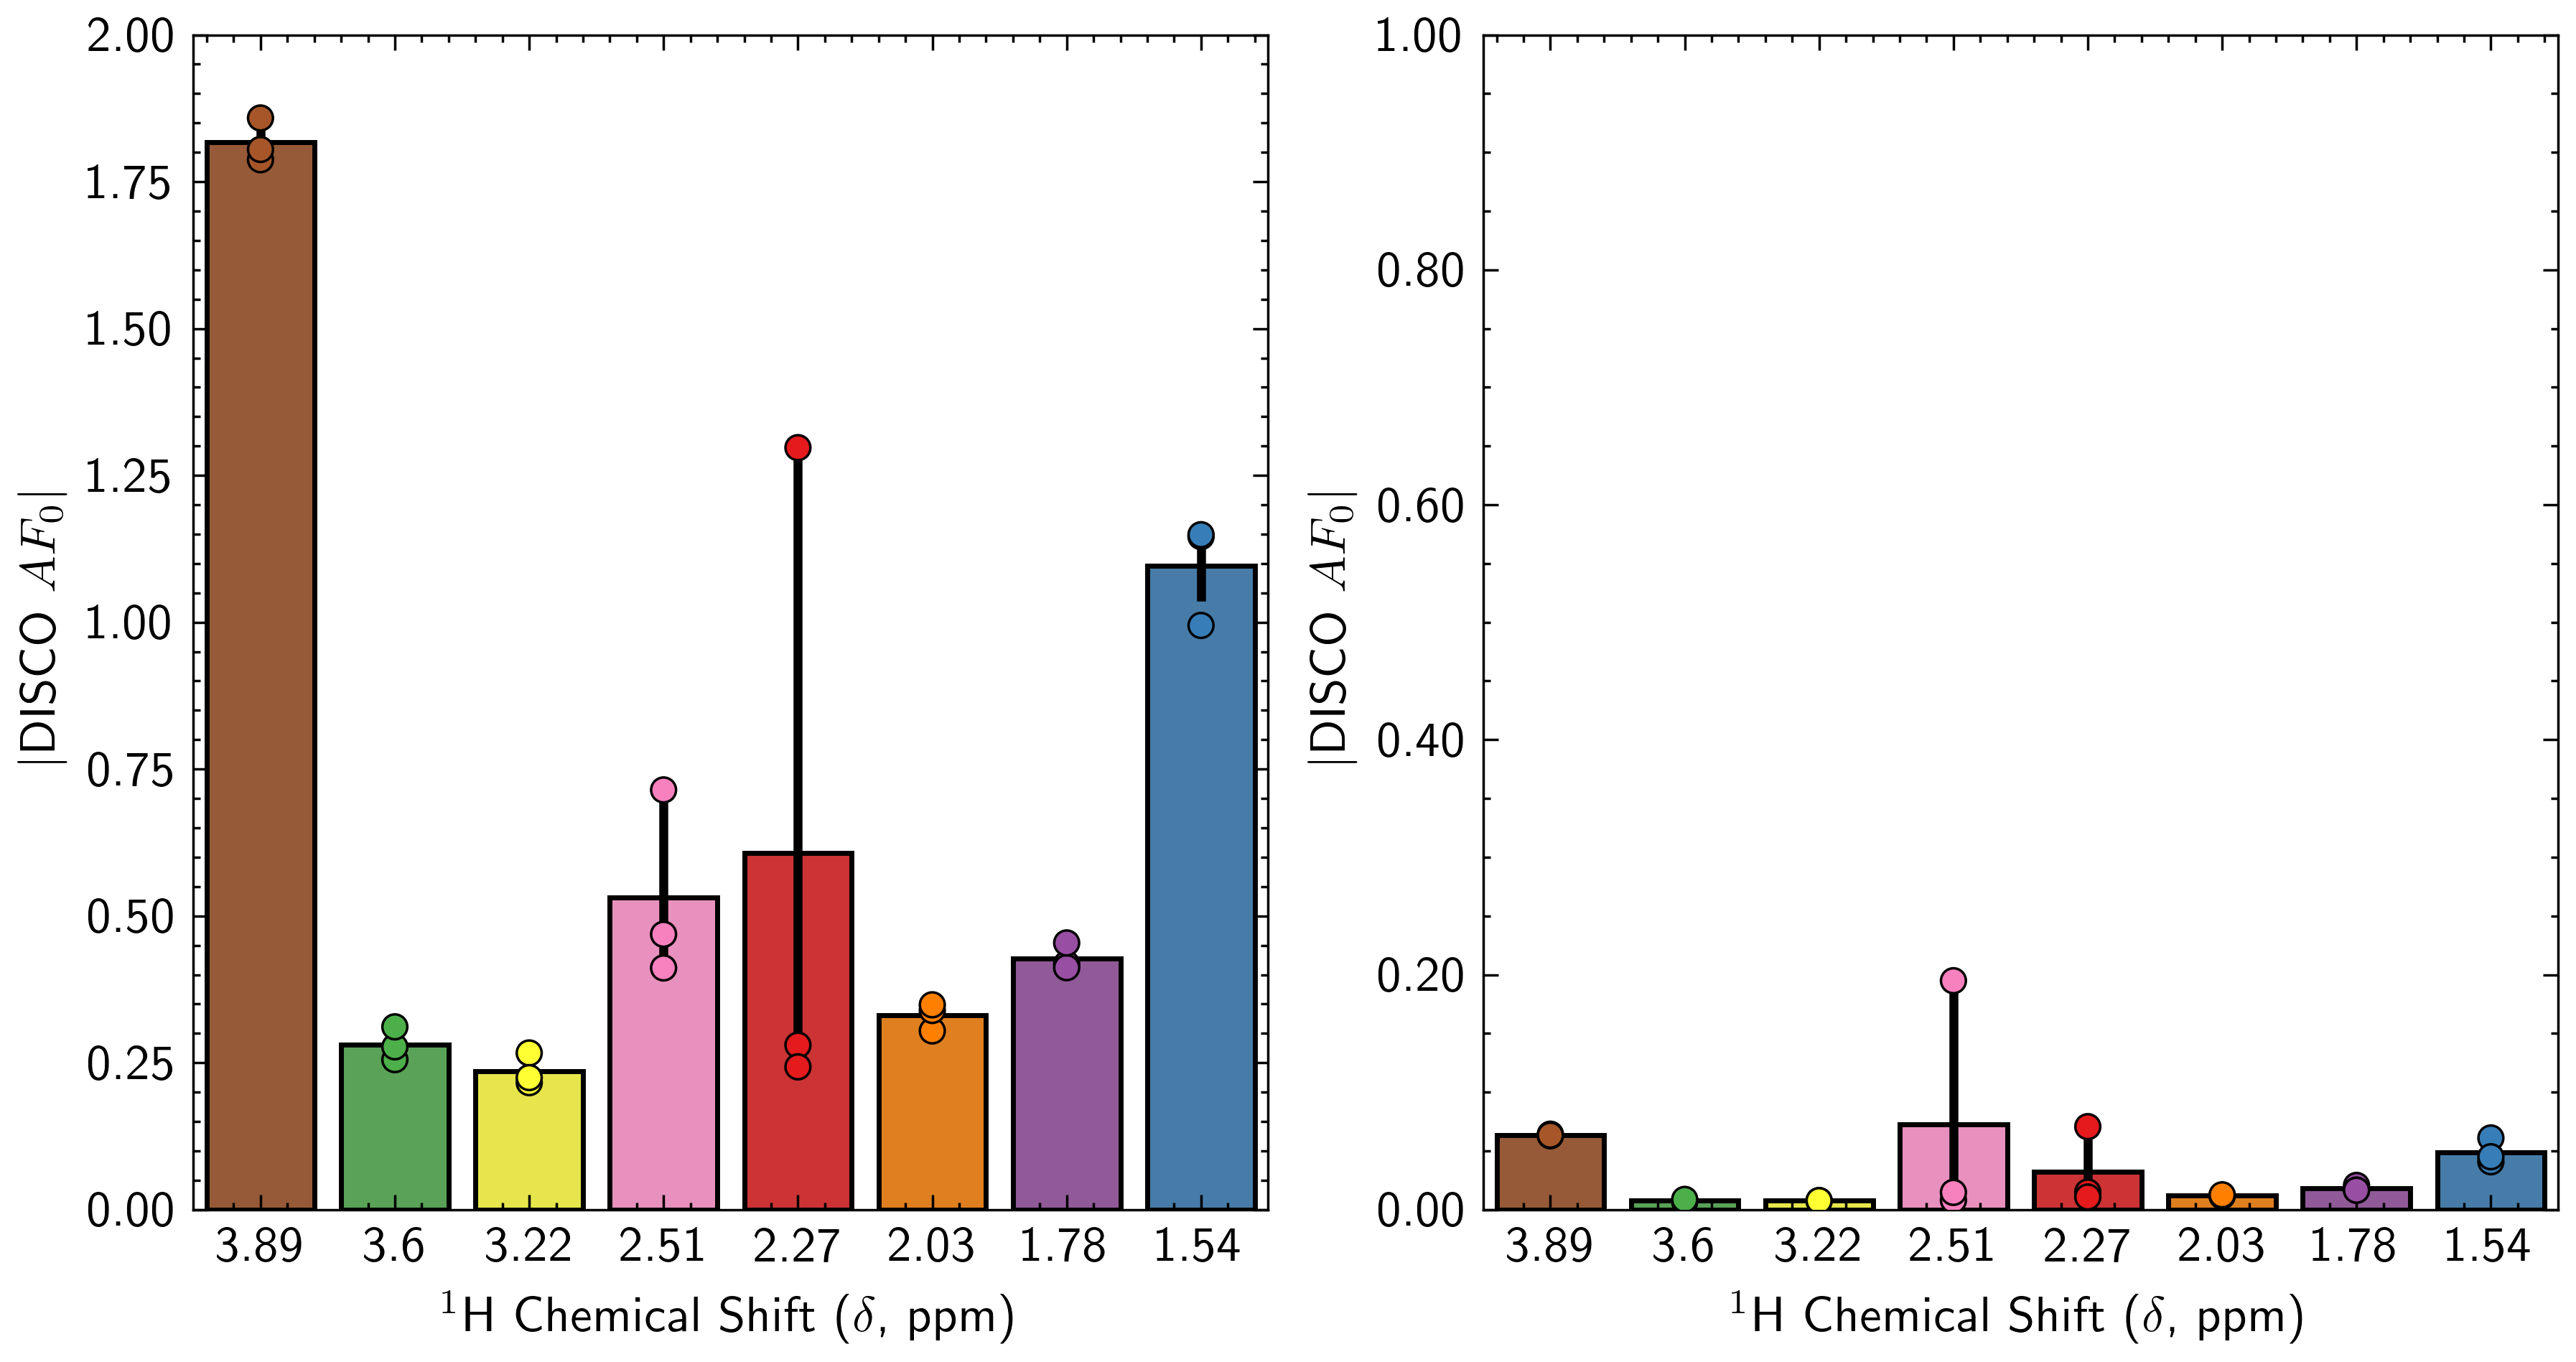 |DISCO AF₀|
2.00
1.75
1.50
1.25
1.00
0.75
0.50
0.25
0.00
3.89 3.6 3.22 2.51 2.27 2.03 1.78 1.54
¹H Chemical Shift (δ, ppm)
|DISCO AF₀|
1.00
0.80
0.60
0.40
0.20
0.00
3.89 3.6 3.22 2.51 2.27 2.03 1.78 1.54
¹H Chemical Shift (δ, ppm)